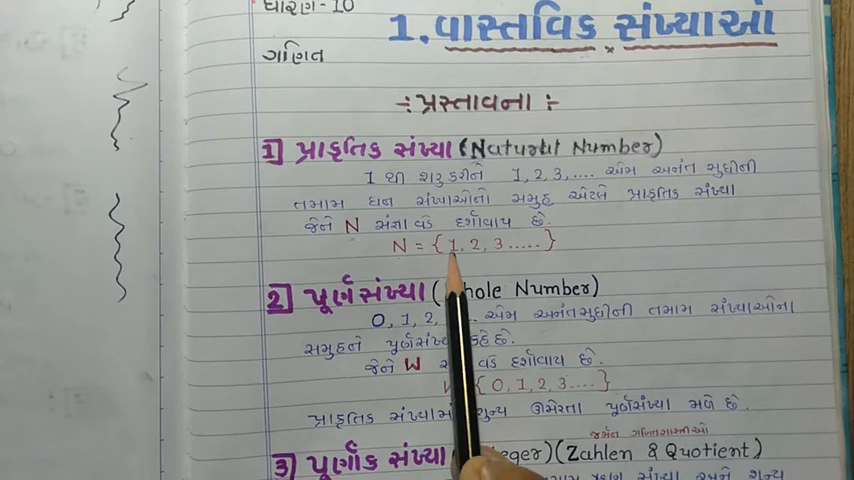 ધોરણ-10
1. વાસ્તવિક સંખ્યાઓ
ગણિત
પ્રસ્તાવના
1] પ્રાકૃતિક સંખ્યા (Natural Number)
1 થી શરુ કરીને 1, 2, 3, .... એમ અનંત સુધીની
તમામ ધન સંખ્યાઓનો સમુહ એટલે પ્રાકૃતિક સંખ્યા
જેને N સંજ્ઞા વડે દર્શાવાય છે.
N = { 1, 2, 3 ..... }
2] પૂર્ણસંખ્યા ( hole Number)
0, 1, 2, . એમ અનંતસુધીની તમામ સંખ્યાઓના
સમુહને પૂર્ણસંખ્ય કહે છે.
જેને W વડે દર્શાવાય છે.
{ 0, 1, 2, 3 .... }
પ્રાકૃતિક સંખ્યામાં શુન્ય ઉમેરતા પૂર્ણસંખ્યા મળે છે.
જર્મન ગણિતશાસ્ત્રીઓ
3] પૂર્ણાંક સંખ્યા eger) (Zahlen & Quotient)
સંખ્યા અને શુન્ય